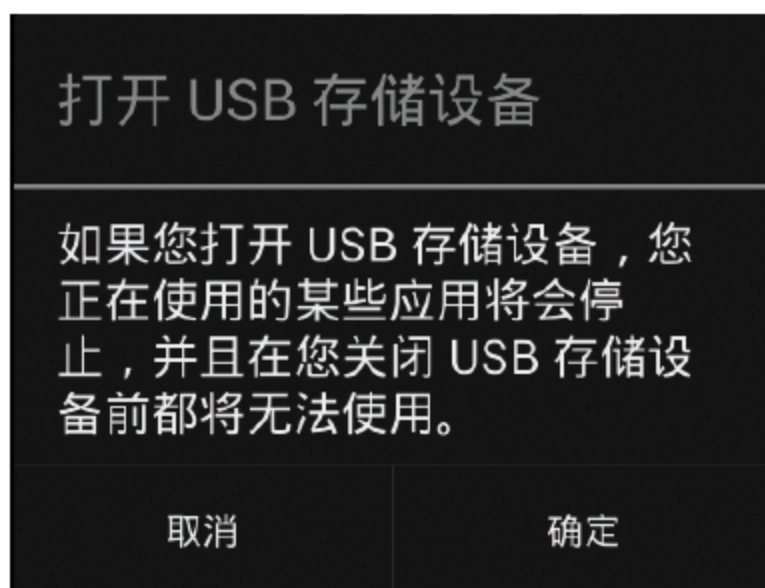 打开 USB 存储设备
如果您打开 USB 存储设备，您
正在使用的某些应用将会停
止，并且在您关闭 USB 存储设
备前都将无法使用。
取消
确定